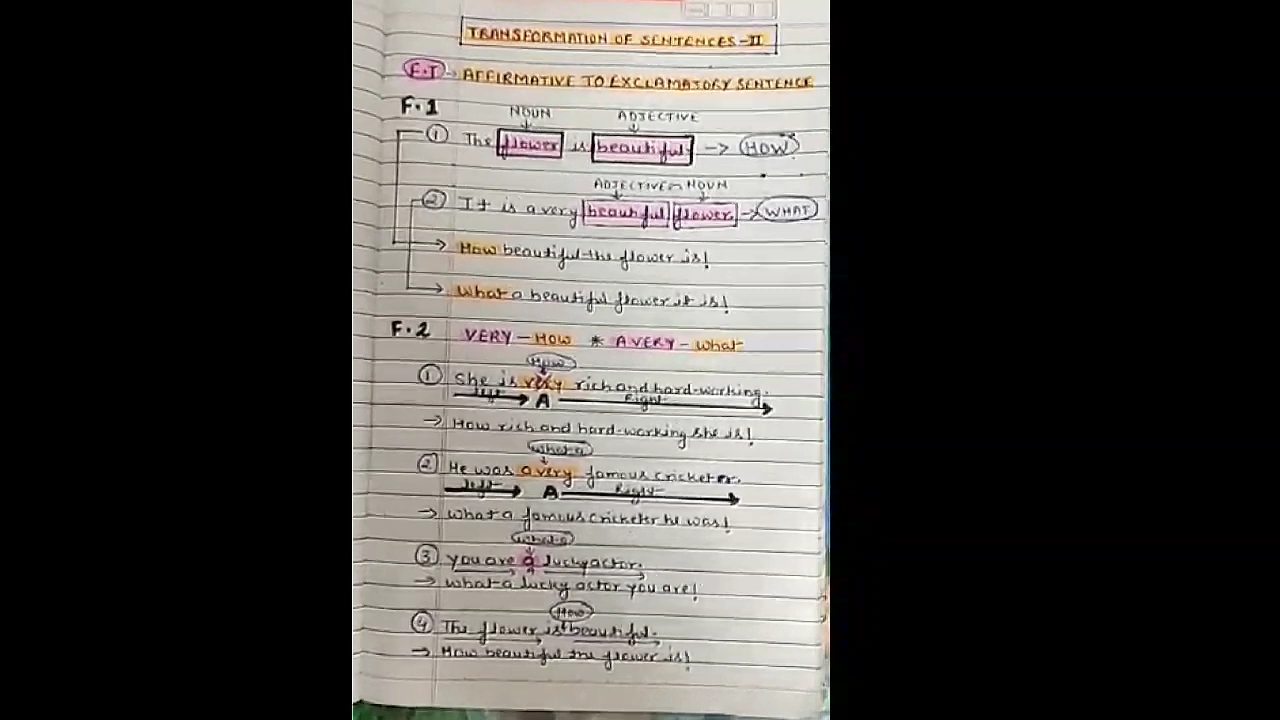 TRANSFORMATION OF SENTENCES-II
F.T - AFFIRMATIVE TO EXCLAMATORY SENTENCE
F.1
NOUN ADJECTIVE
① The flower is beautiful. -> HOW
ADJECTIVE NOUN
② It is a very beautiful flower. -> WHAT
How beautiful the flower is!
What a beautiful flower it is!
F.2 VERY - HOW * A VERY - what
How
① She is very rich and hard-working.
left A Right
→ How rich and hard-working she is!
what a
② He was a very famous cricketer.
left A Right
→ what a famous cricketer he was!
what a
③ you are a lucky actor.
→ what a lucky actor you are!
How
④ The flower is beautiful.
→ How beautiful the flower is!